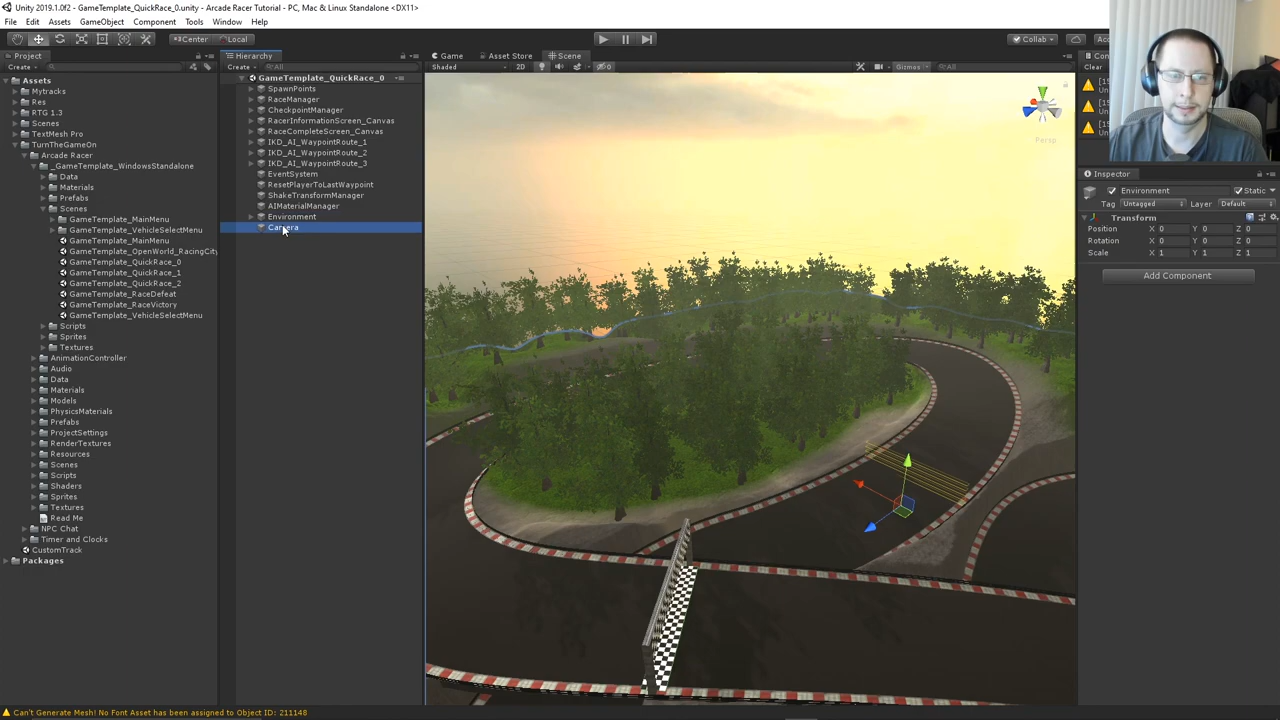 Unity 2019.1.0f2 - GameTemplate_QuickRace_0.unity - Arcade Racer Tutorial - PC, Mac & Linux Standalone <DX11>
File Edit Assets GameObject Component Tools Window Help
Center Local
Collab
Project
Create
Assets
Mytracks
Res
RTG 1.3
Scenes
TextMesh Pro
TurnTheGameOn
Arcade Racer
_GameTemplate_WindowsStandalone
Data
Materials
Prefabs
Scenes
GameTemplate_MainMenu
GameTemplate_VehicleSelectMenu
GameTemplate_MainMenu
GameTemplate_OpenWorld_RacingCity
GameTemplate_QuickRace_0
GameTemplate_QuickRace_1
GameTemplate_QuickRace_2
GameTemplate_RaceDefeat
GameTemplate_RaceVictory
GameTemplate_VehicleSelectMenu
Scripts
Sprites
Textures
AnimationController
Audio
Data
Materials
Models
PhysicsMaterials
Prefabs
ProjectSettings
RenderTextures
Resources
Scenes
Scripts
Shaders
Sprites
Textures
Read Me
NPC Chat
Timer and Clocks
CustomTrack
Packages
Hierarchy
Create All
GameTemplate_QuickRace_0
SpawnPoints
RaceManager
CheckpointManager
RacerInformationScreen_Canvas
RaceCompleteScreen_Canvas
IKD_AI_WaypointRoute_1
IKD_AI_WaypointRoute_2
IKD_AI_WaypointRoute_3
EventSystem
ResetPlayerToLastWaypoint
ShakeTransformManager
AIMaterialManager
Environment
Camera
Game Asset Store Scene
Shaded 2D 0 Gizmos All
Persp
Clear
Inspector
Environment Static
Tag Untagged Layer Default
Transform
Position X 0 Y 0 Z 0
Rotation X 0 Y 0 Z 0
Scale X 1 Y 1 Z 1
Add Component
Can't Generate Mesh! No Font Asset has been assigned to Object ID: 211148